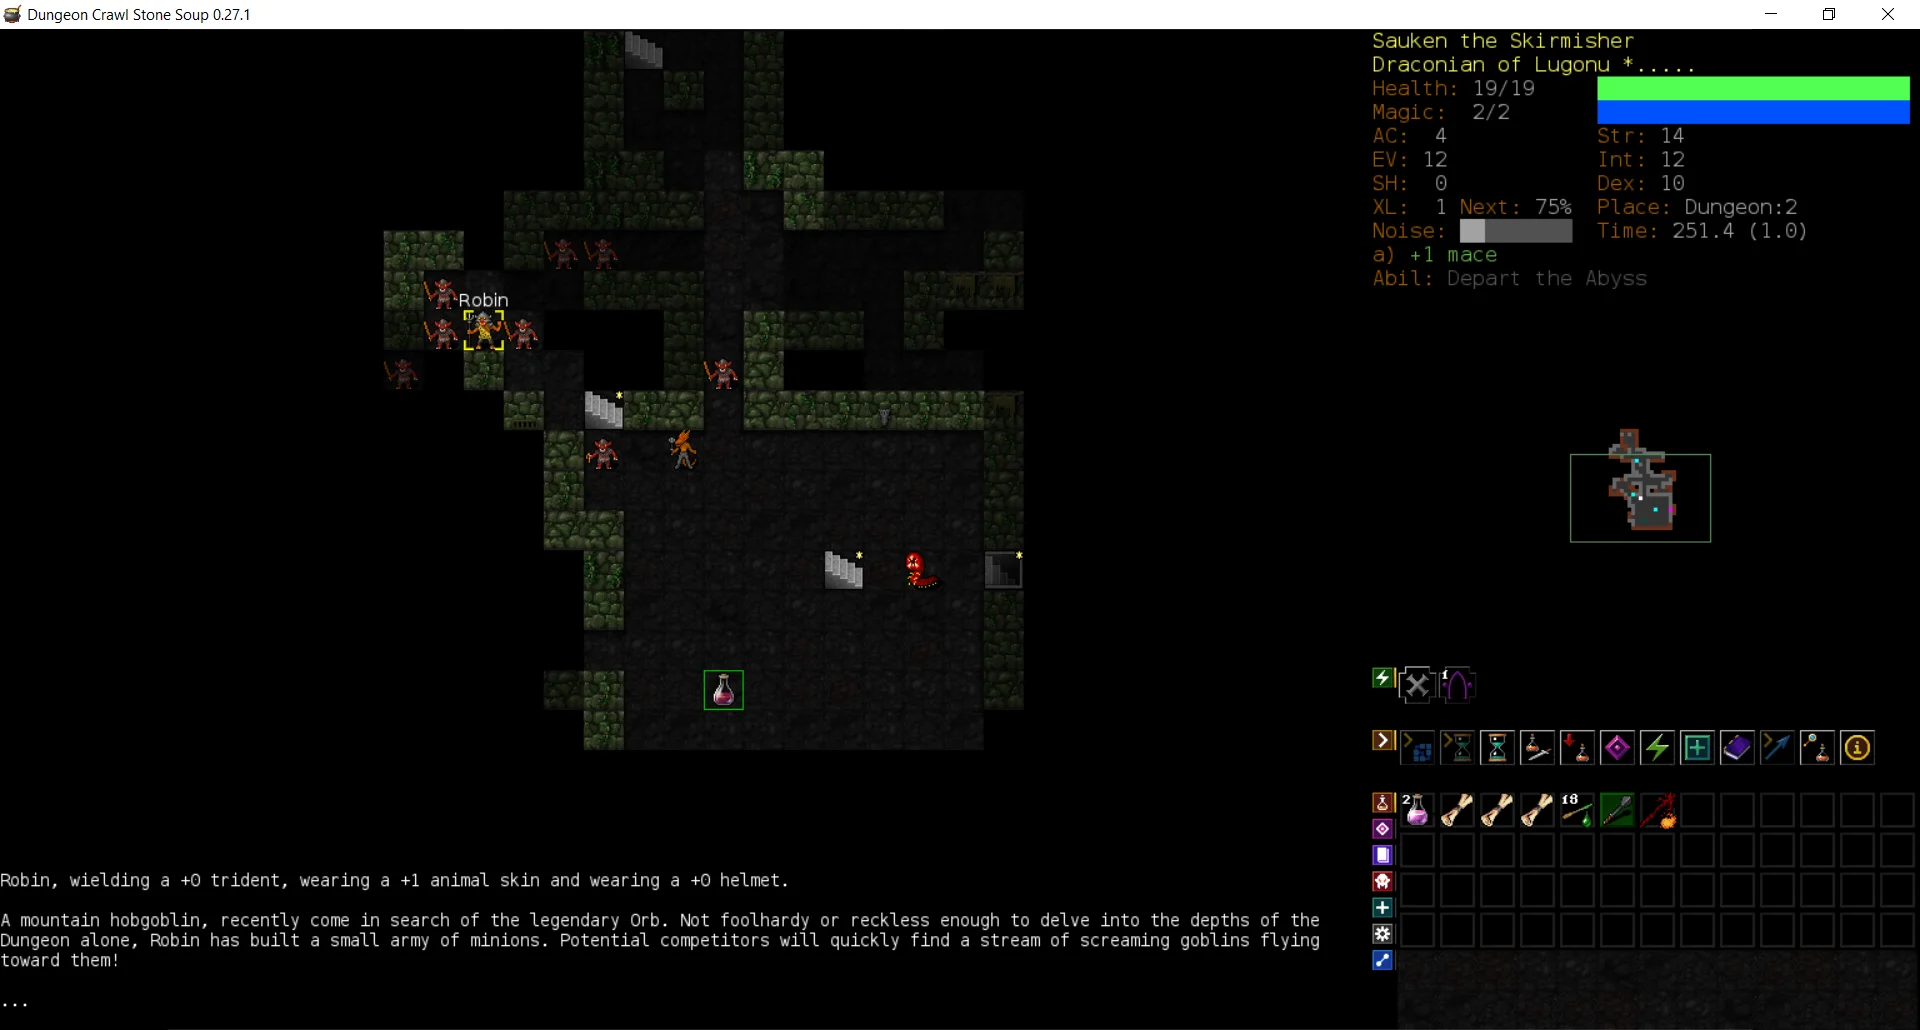 Dungeon Crawl Stone Soup 0.27.1
Sauken the Skirmisher
Draconian of Lugonu *.....
Health: 19/19
Magic: 2/2
AC: 4 Str: 14
EV: 12 Int: 12
SH: 0 Dex: 10
XL: 1 Next: 75% Place: Dungeon:2
Noise: Time: 251.4 (1.0)
a) +1 mace
Abil: Depart the Abyss
Robin
1
2 18
Robin, wielding a +0 trident, wearing a +1 animal skin and wearing a +0 helmet.
A mountain hobgoblin, recently come in search of the legendary Orb. Not foolhardy or reckless enough to delve into the depths of the
Dungeon alone, Robin has built a small army of minions. Potential competitors will quickly find a stream of screaming goblins flying
toward them!
...